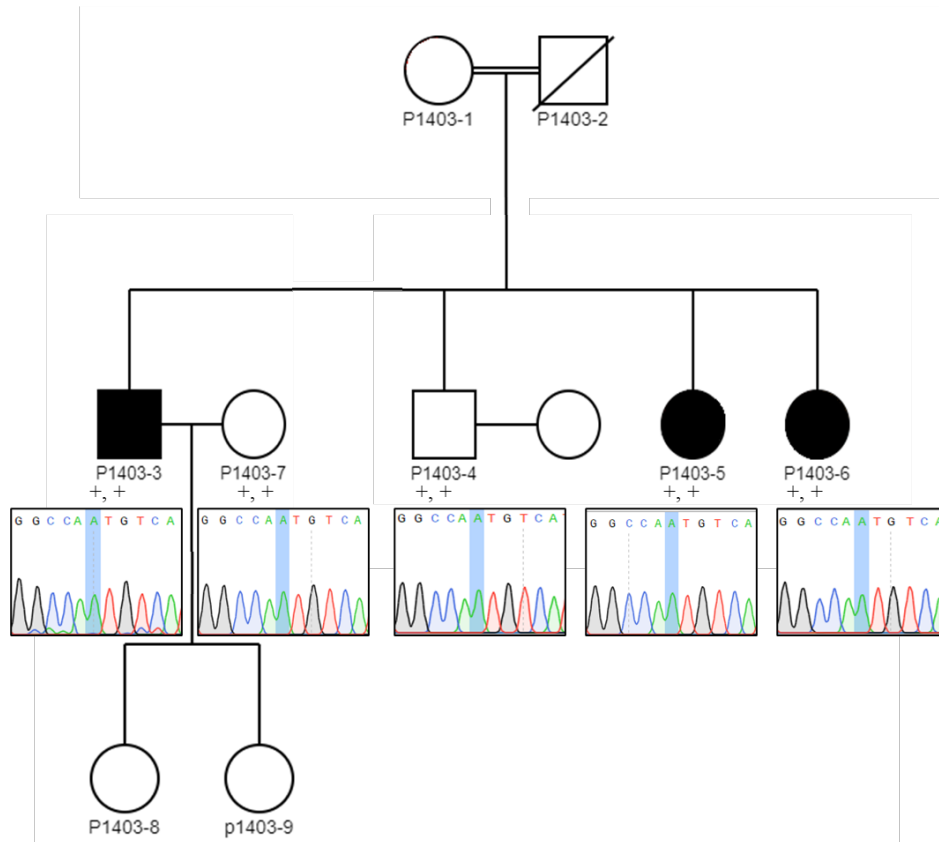 P1403-1 P1403-2
P1403-3 P1403-7 P1403-4 P1403-5 P1403-6
+, + +, + +, + +, + +, +
G G C C A A T G T C A G G C C A A T G T C A G G C C A A T G T C A G G C C A A T G T C A G G C C A A T G T C A
P1403-8 p1403-9